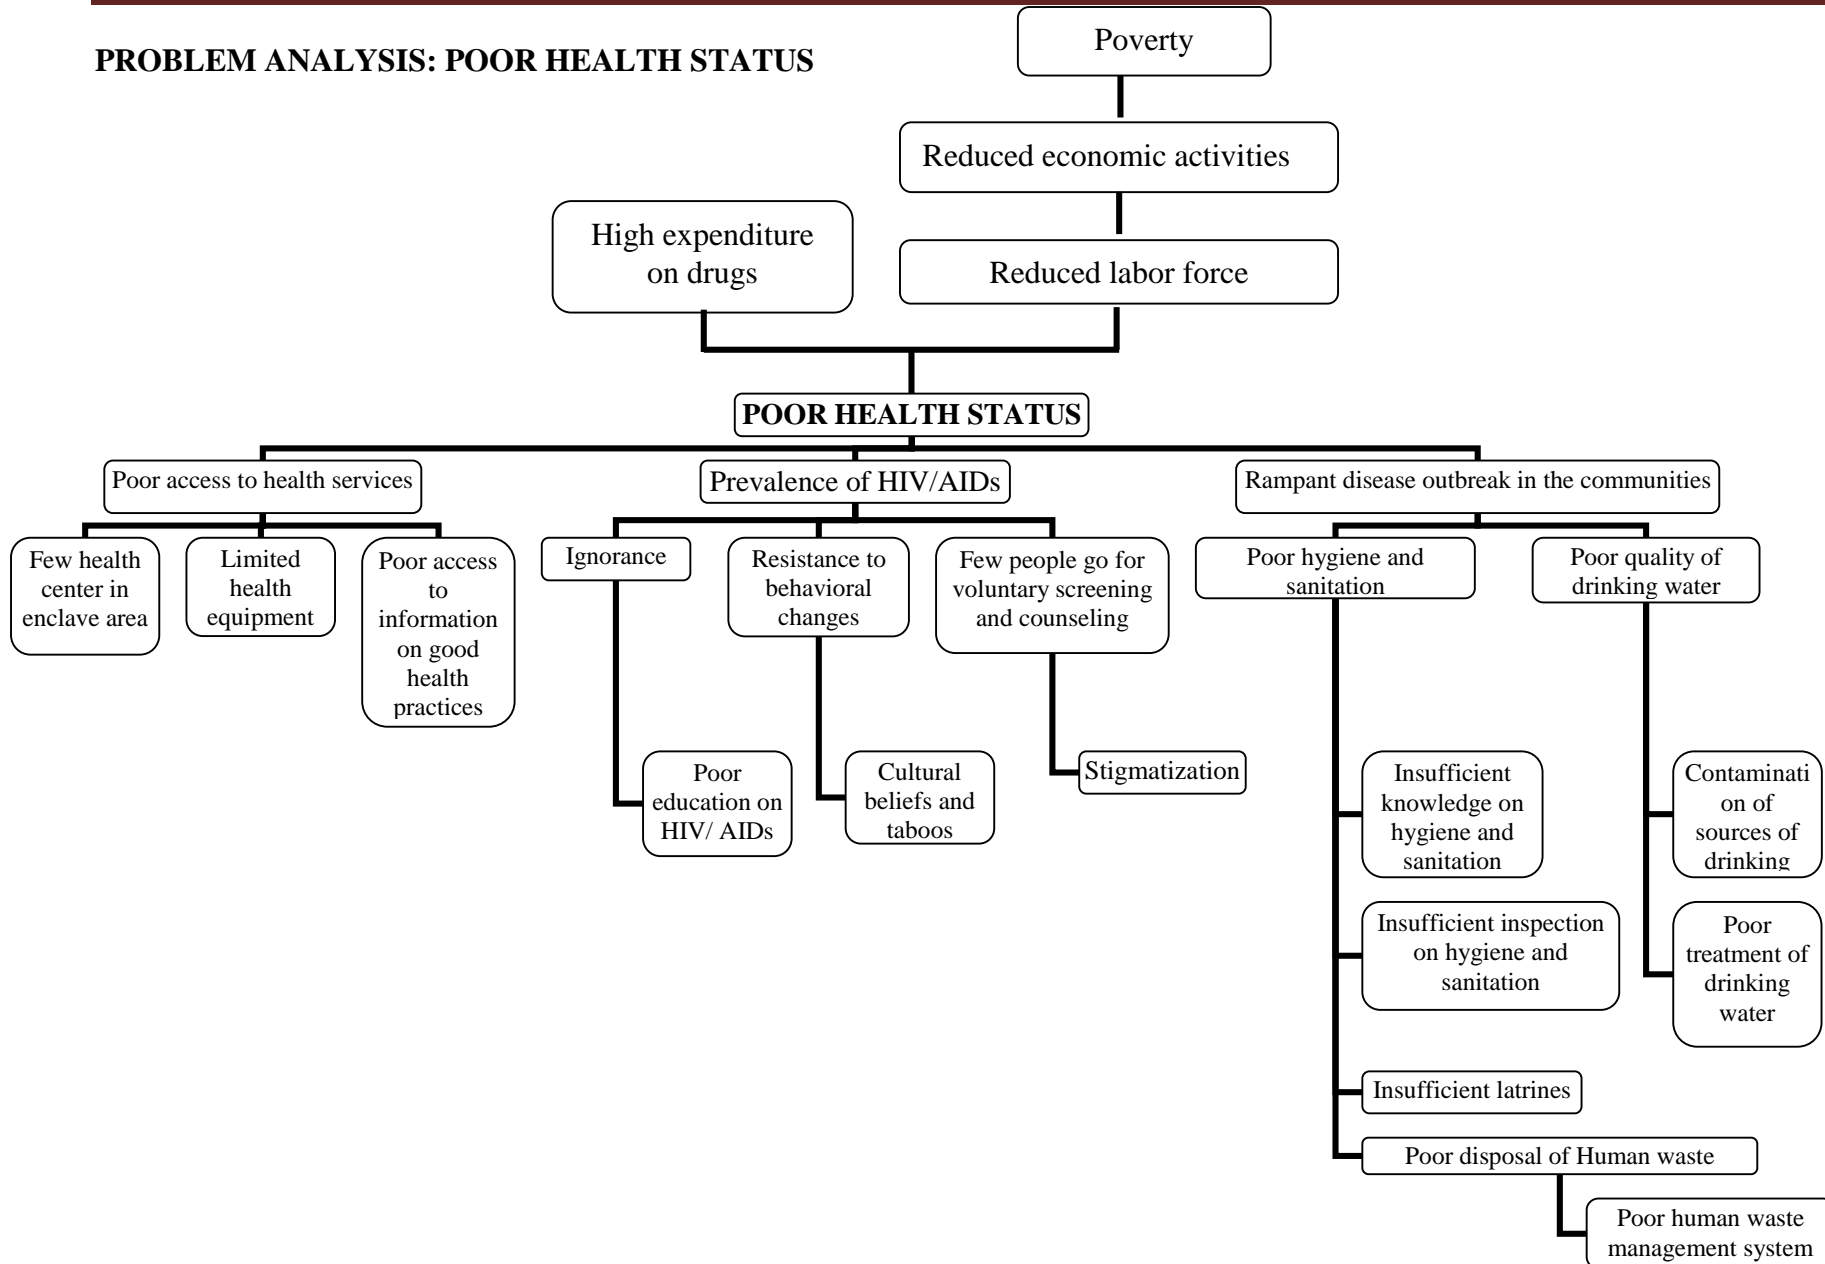 PROBLEM ANALYSIS: POOR HEALTH STATUS
Poverty
Reduced economic activities
High expenditure
on drugs
Reduced labor force
POOR HEALTH STATUS
Poor access to health services
Prevalence of HIV/AIDs
Rampant disease outbreak in the communities
Few health
center in
enclave area
Limited
health
equipment
Poor access
to
information
on good
health
practices
Ignorance
Resistance to
behavioral
changes
Few people go for
voluntary screening
and counseling
Poor hygiene and
sanitation
Poor quality of
drinking water
Poor
education on
HIV/ AIDs
Cultural
beliefs and
taboos
Stigmatization
Insufficient
knowledge on
hygiene and
sanitation
Contaminati
on of
sources of
drinking
Insufficient inspection
on hygiene and
sanitation
Poor
treatment of
drinking
water
Insufficient latrines
Poor disposal of Human waste
Poor human waste
management system